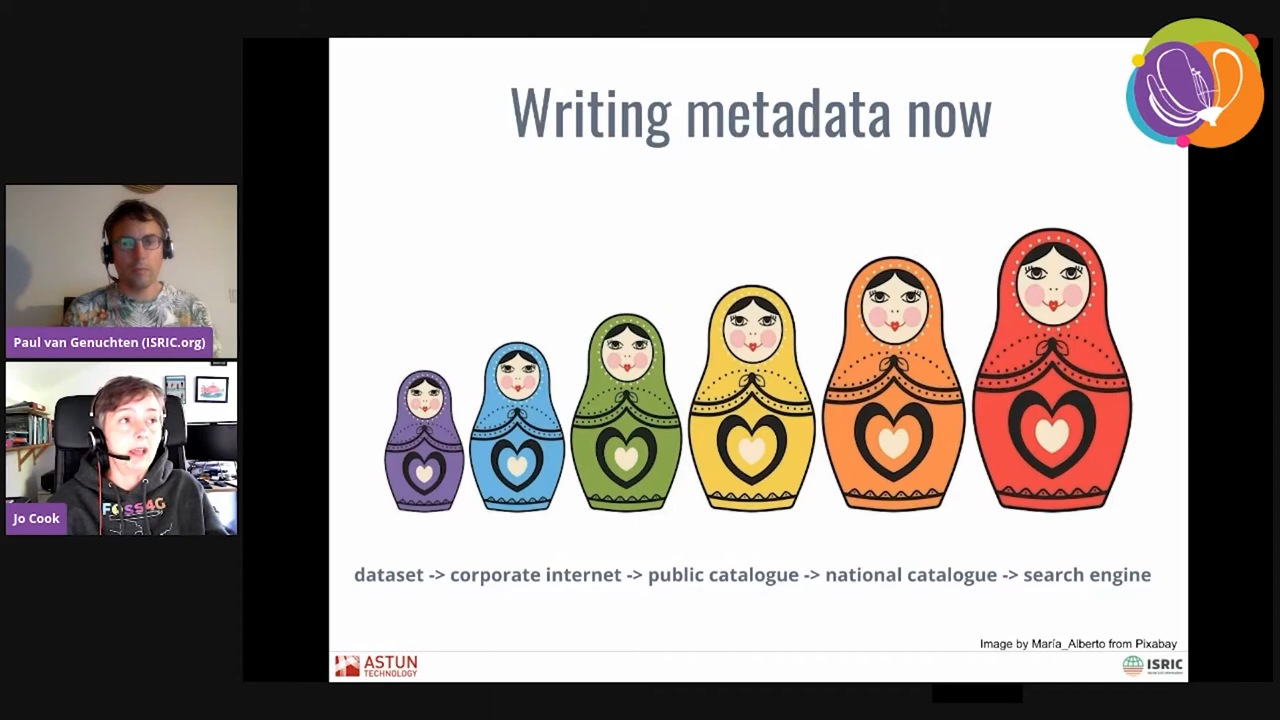 Writing metadata now
Paul van Genuchten (ISRIC.org)
FOSS4G
Jo Cook
dataset -> corporate internet -> public catalogue -> national catalogue -> search engine
Image by María_Alberto from Pixabay
ASTUN
TECHNOLOGY
ISRIC